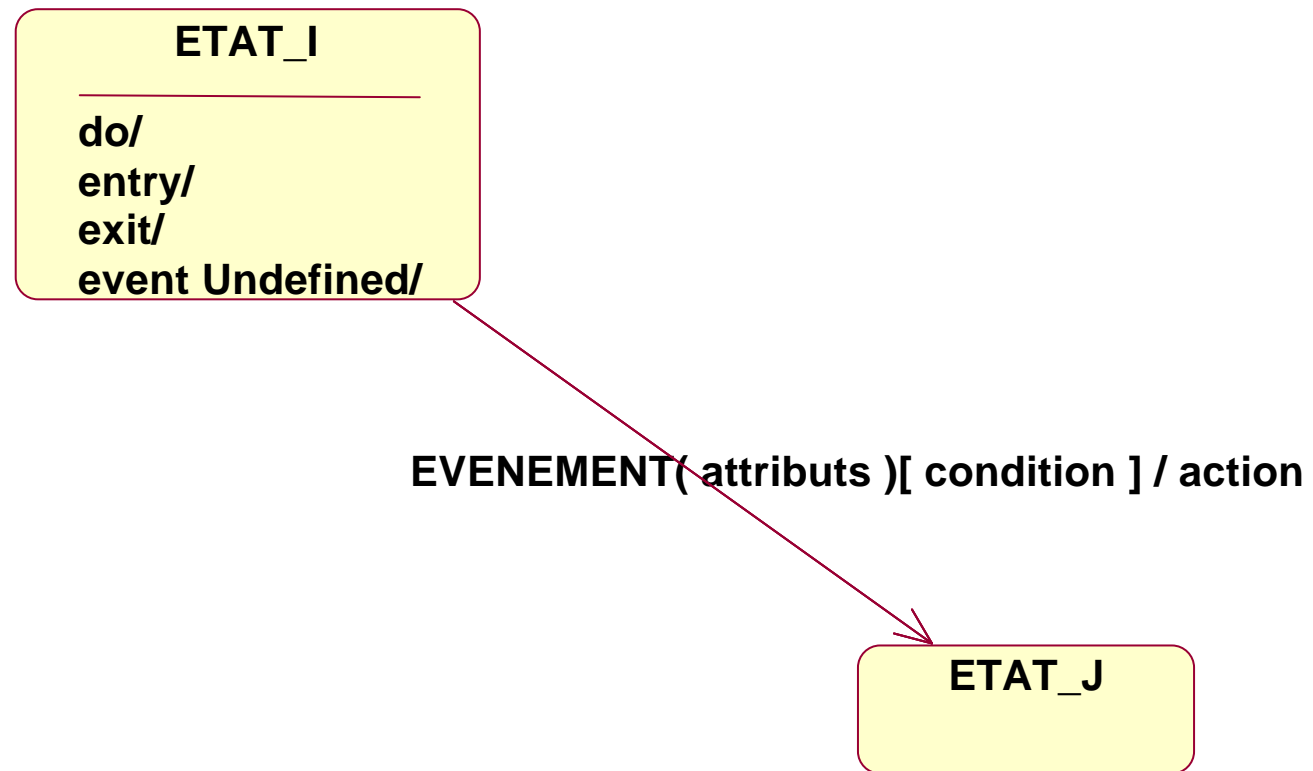 ETAT_I
do/
entry/
exit/
event Undefined/
EVENEMENT( attributs )[ condition ] / action
ETAT_J